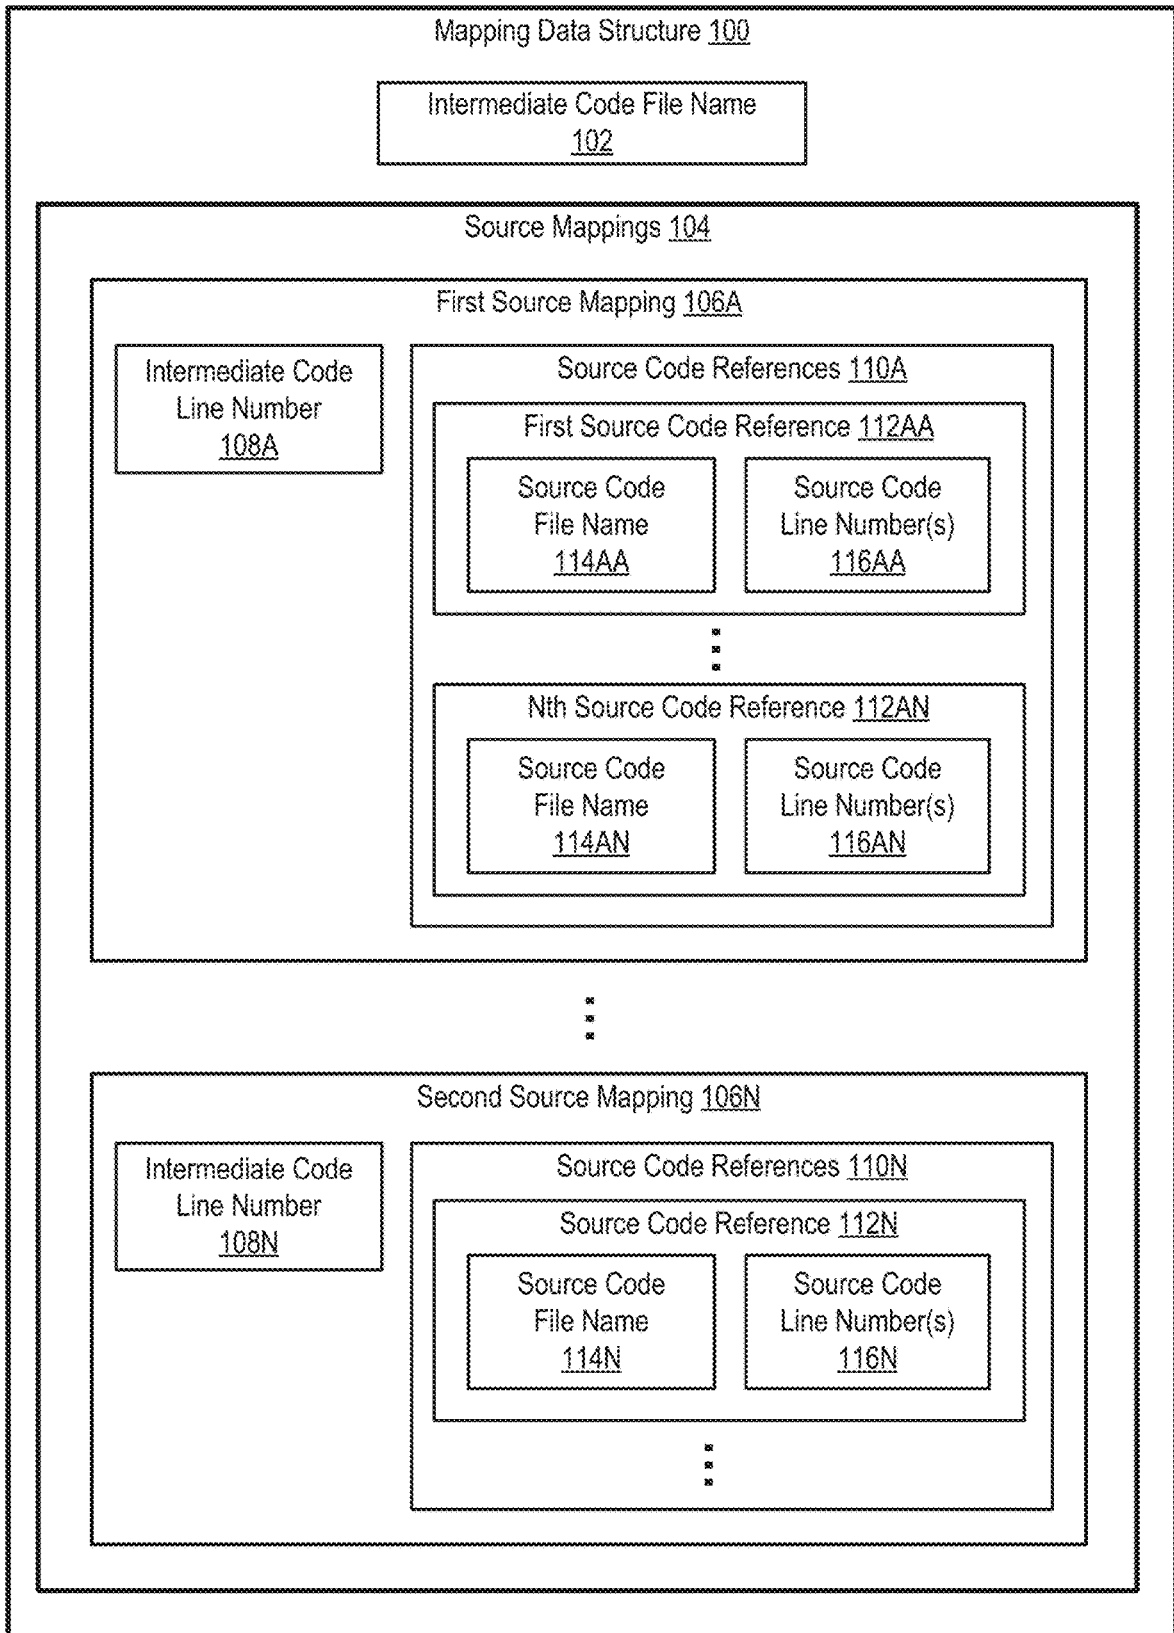 Mapping Data Structure 100
Intermediate Code File Name
102
Source Mappings 104
First Source Mapping 106A
Intermediate Code
Line Number
108A
Source Code References 110A
First Source Code Reference 112AA
Source Code
File Name
114AA
Source Code
Line Number(s)
116AA
Nth Source Code Reference 112AN
Source Code
File Name
114AN
Source Code
Line Number(s)
116AN
Second Source Mapping 106N
Intermediate Code
Line Number
108N
Source Code References 110N
Source Code Reference 112N
Source Code
File Name
114N
Source Code
Line Number(s)
116N